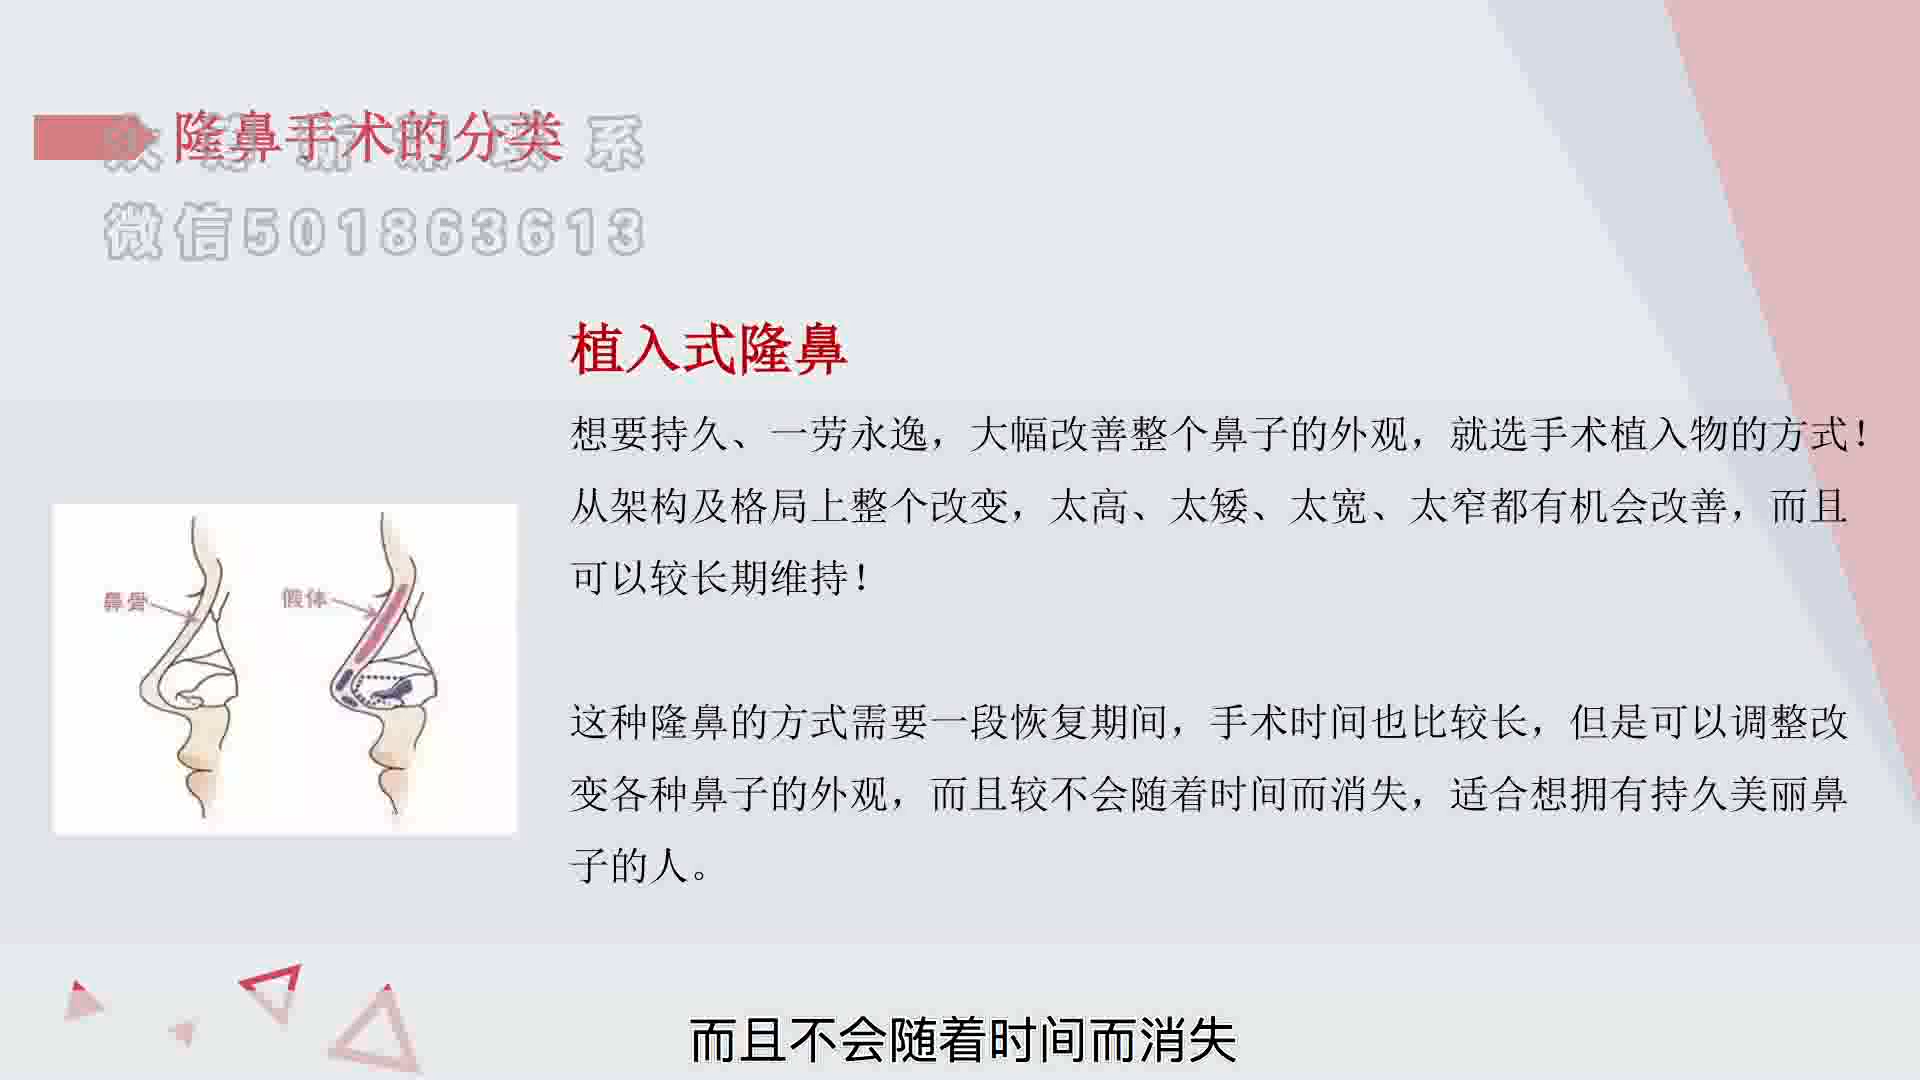 隆鼻手术的分类
微信501863613
植入式隆鼻
想要持久、一劳永逸，大幅改善整个鼻子的外观，就选手术植入物的方式！
从架构及格局上整个改变，太高、太矮、太宽、太窄都有机会改善，而且
可以较长期维持！
鼻骨
假体
这种隆鼻的方式需要一段恢复期间，手术时间也比较长，但是可以调整改
变各种鼻子的外观，而且较不会随着时间而消失，适合想拥有持久美丽鼻
子的人。
而且不会随着时间而消失